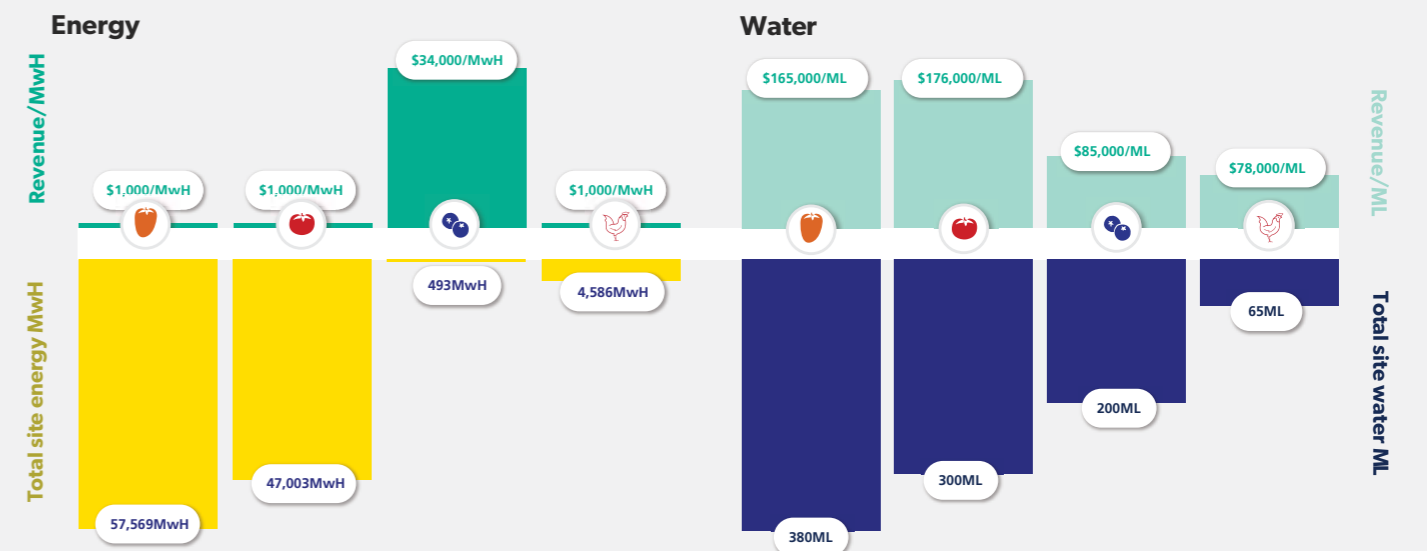 Energy
Water
Revenue/MwH
$1,000/MwH
$1,000/MwH
$34,000/MwH
$1,000/MwH
Total site energy MwH
57,569MwH
47,003MwH
493MwH
4,586MwH
$165,000/ML
$176,000/ML
$85,000/ML
$78,000/ML
Revenue/ML
380ML
300ML
200ML
65ML
Total site water ML